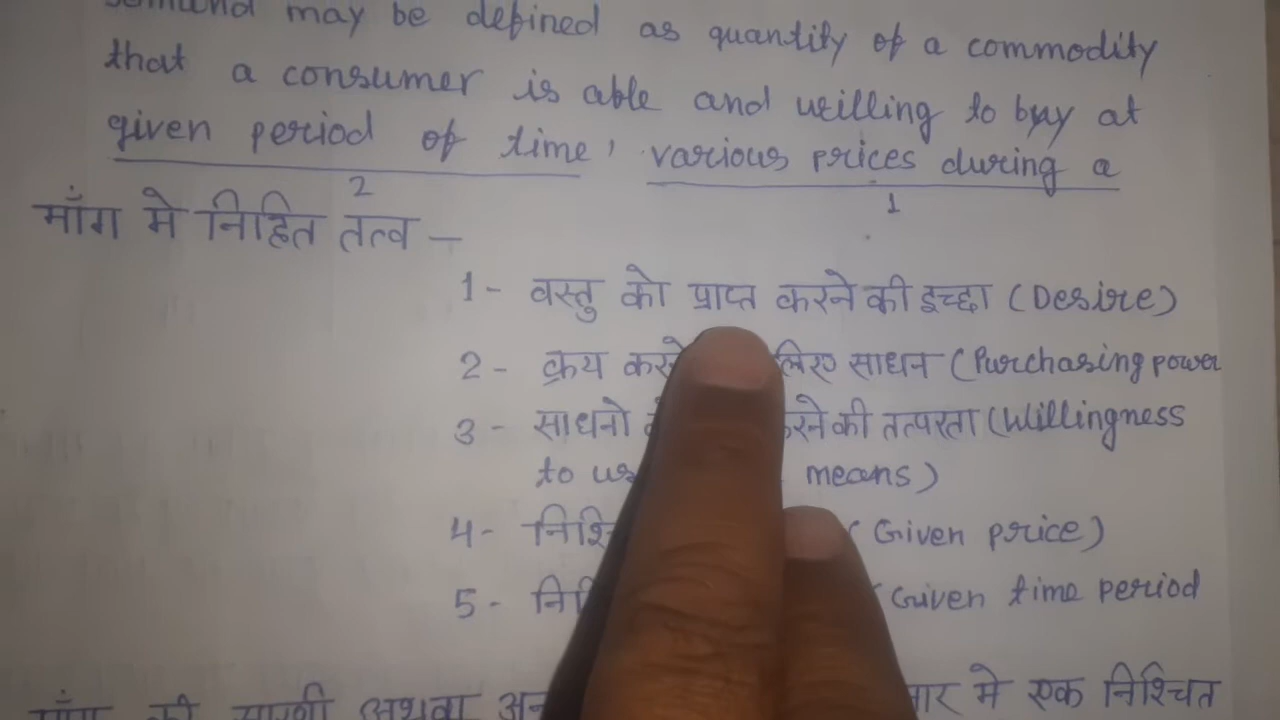 may be defined as quantity of a commodity
that a consumer is able and willing to buy at
given period of time, various prices during a
2 1
माँग मे निहित तत्व –
1- वस्तु को प्राप्त करने की इच्छा (Desire)
2- क्रय करने लिए साधन (Purchasing power
3- साधनो करने की तत्परता (Willingness
to means)
4- (Given price)
5- (Given time period
माँग की अथवा मे एक निश्चित